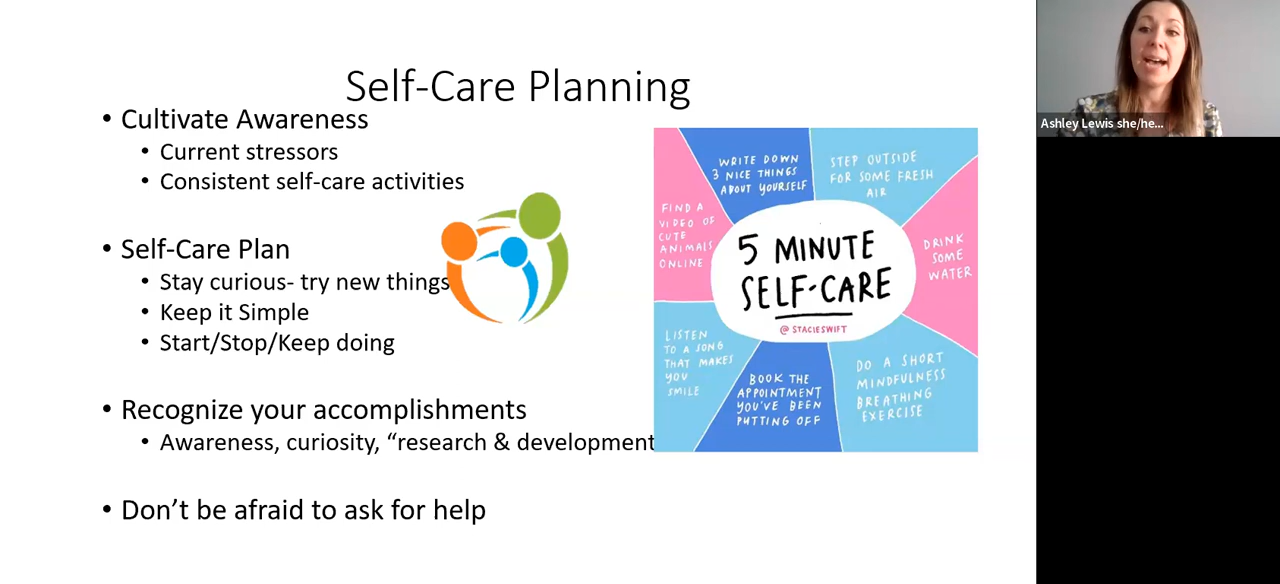 Self-Care Planning
• Cultivate Awareness
• Current stressors
• Consistent self-care activities
• Self-Care Plan
• Stay curious- try new things
• Keep it Simple
• Start/Stop/Keep doing
• Recognize your accomplishments
• Awareness, curiosity, “research & development
• Don’t be afraid to ask for help
WRITE DOWN
3 NICE THINGS
ABOUT YOURSELF
STEP OUTSIDE
FOR SOME FRESH
AIR
FIND A
VIDEO OF
CUTE
ANIMALS
ONLINE
5 MINUTE
SELF-CARE
@STACIESWIFT
DRINK
SOME
WATER
LISTEN
TO A SONG
THAT MAKES
YOU
SMILE
BOOK THE
APPOINTMENT
YOU'VE BEEN
PUTTING OFF
DO A SHORT
MINDFULNESS
BREATHING
EXERCISE
Ashley Lewis she/he...